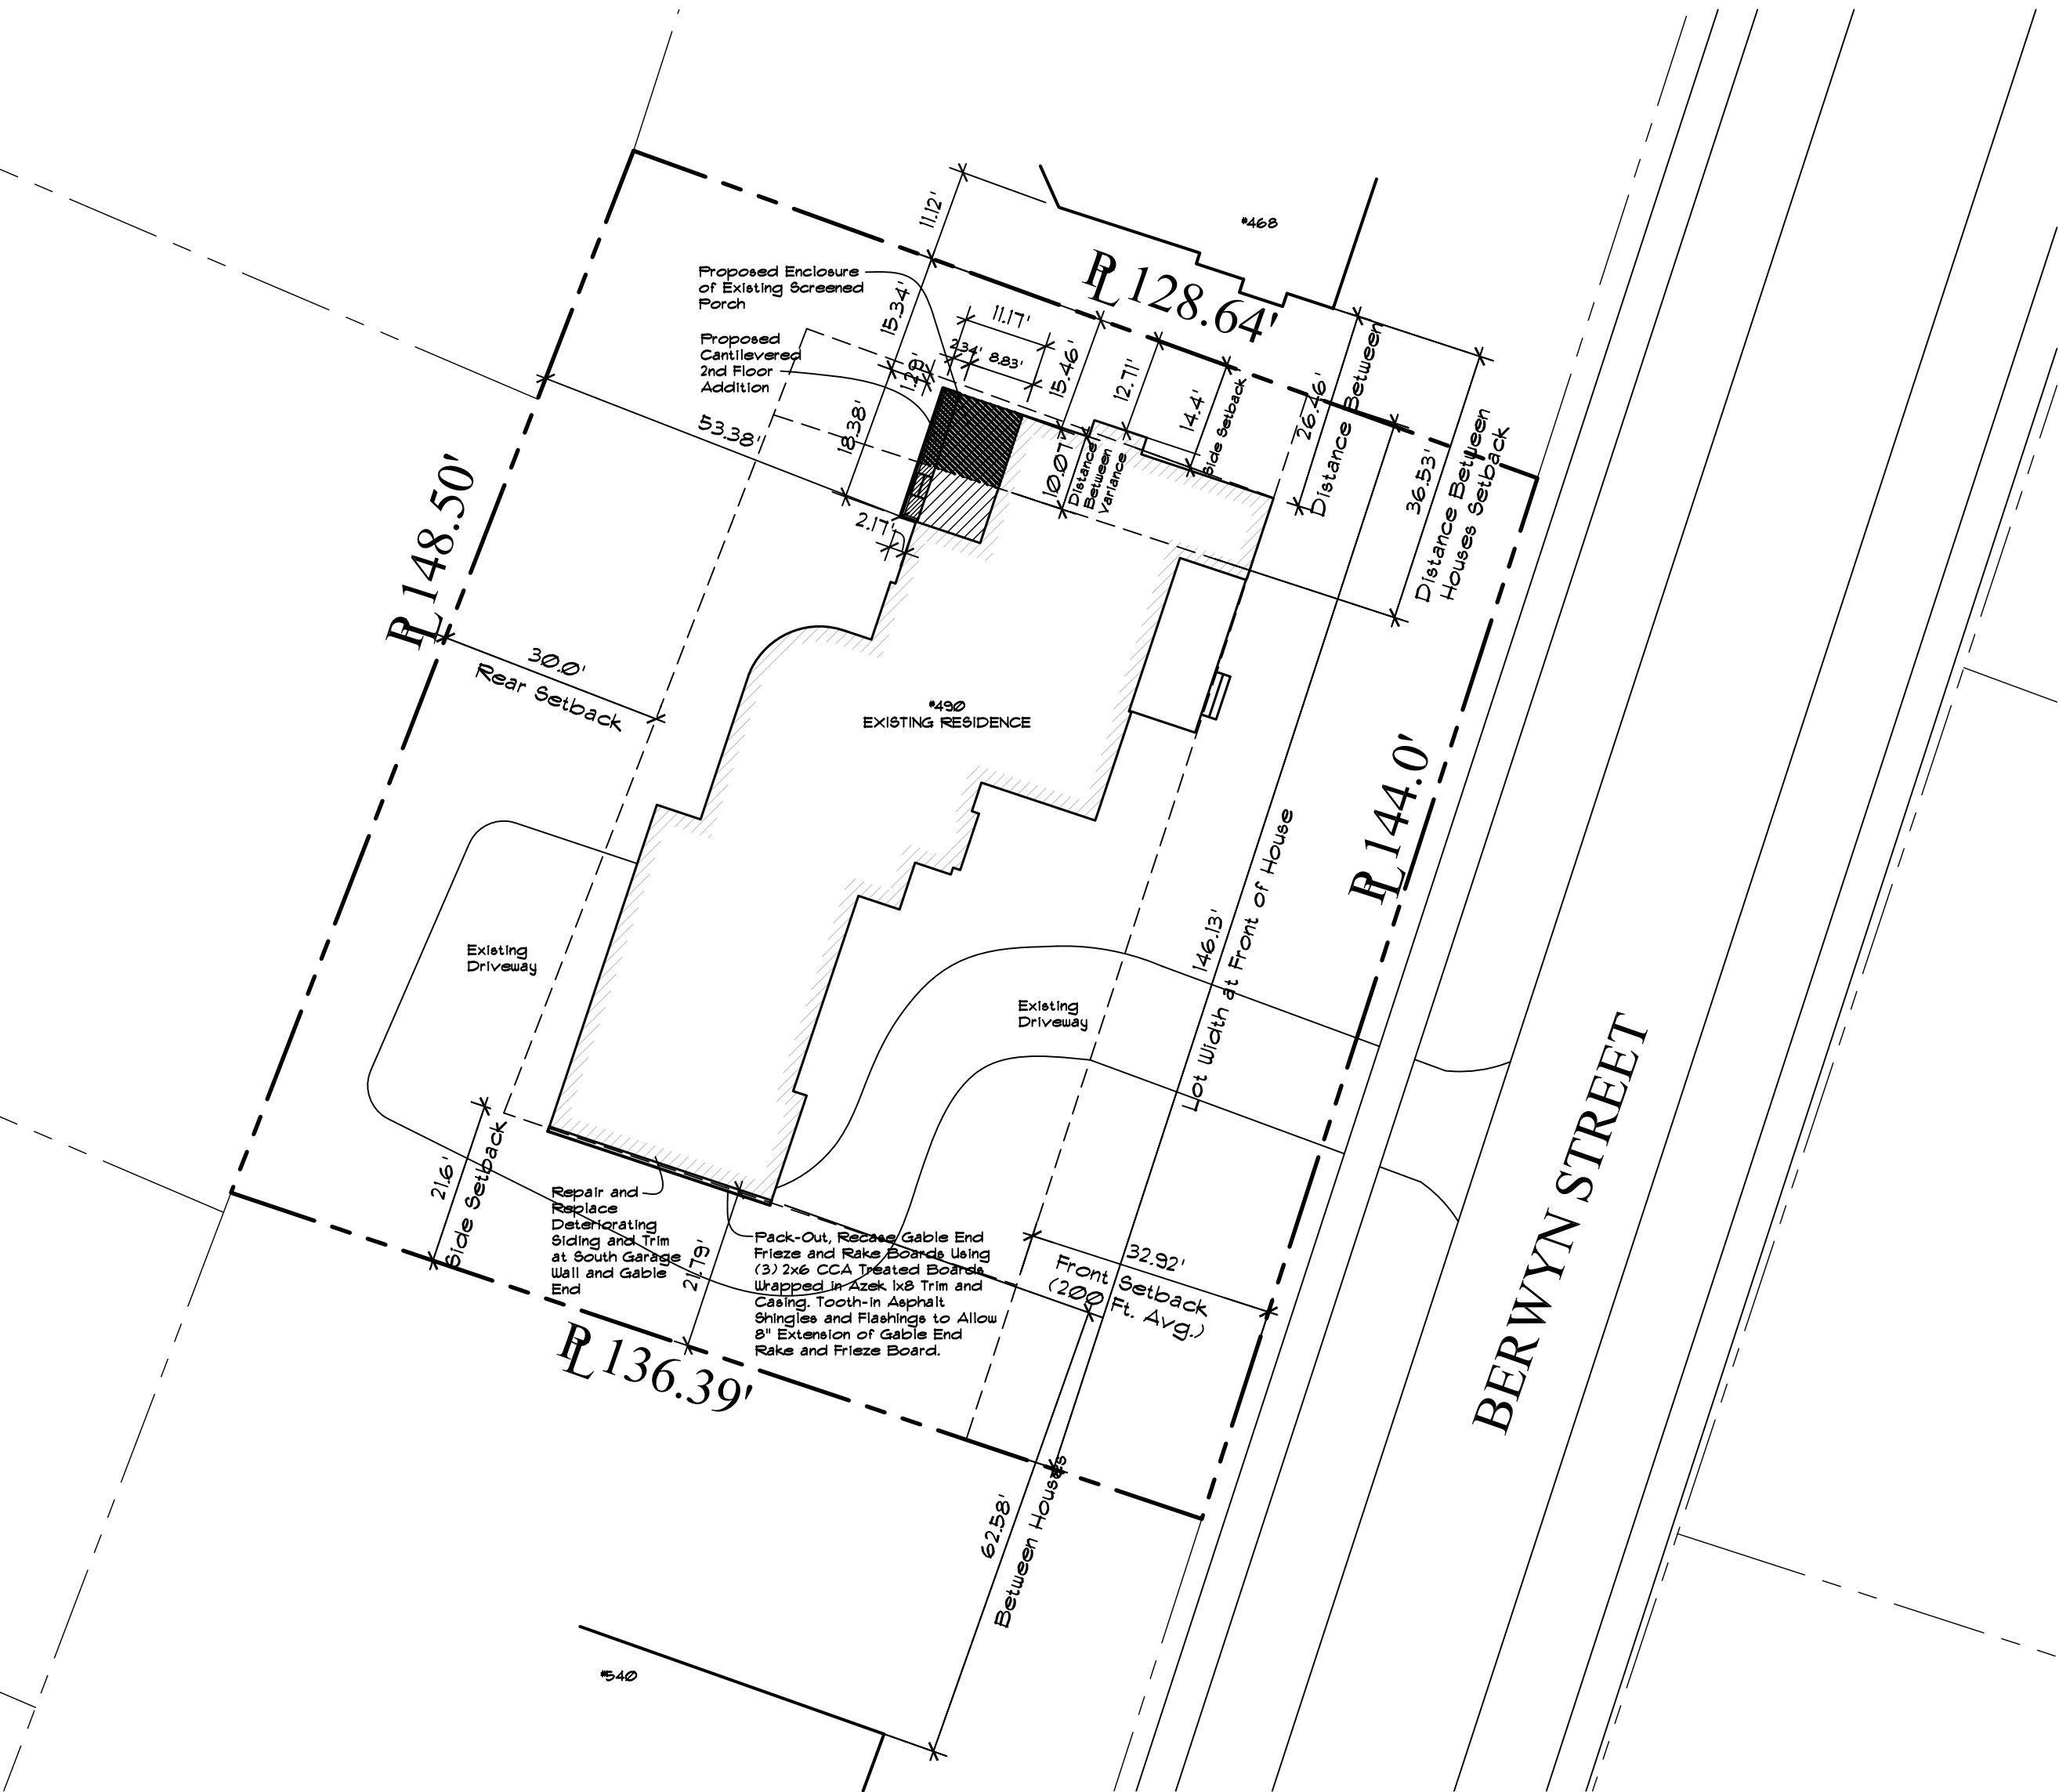 #468
11.12'
PL 128.64'
Proposed Enclosure
of Existing Screened
Porch
15.34'
11.17'
2.34'
8.83'
15.46'
12.71'
14.4'
Side Setback
26.46'
Distance Between
36.53'
Distance Between
Houses Setback
Proposed
Cantilevered
2nd Floor
Addition
18.38'
53.38'
10.07'
Distance
Between
Variance
2.17'
PL 148.50'
30.0'
Rear Setback
#490
EXISTING RESIDENCE
PL 144.0'
146.13'
Lot Width at Front of House
Existing
Driveway
Existing
Driveway
BERWYN STREET
21.6'
Side Setback
Repair and
Replace
Deteriorating
Siding and Trim
at South Garage
Wall and Gable
End
21.79'
Pack-Out, Recase Gable End
Frieze and Rake Boards Using
(3) 2x6 CCA Treated Boards
Wrapped in Azek 1x8 Trim and
Casing. Tooth-in Asphalt
Shingles and Flashings to Allow
8" Extension of Gable End
Rake and Frieze Board.
32.92'
Front Setback
(200 Ft. Avg.)
PL 136.39'
62.58'
Between Houses
#540